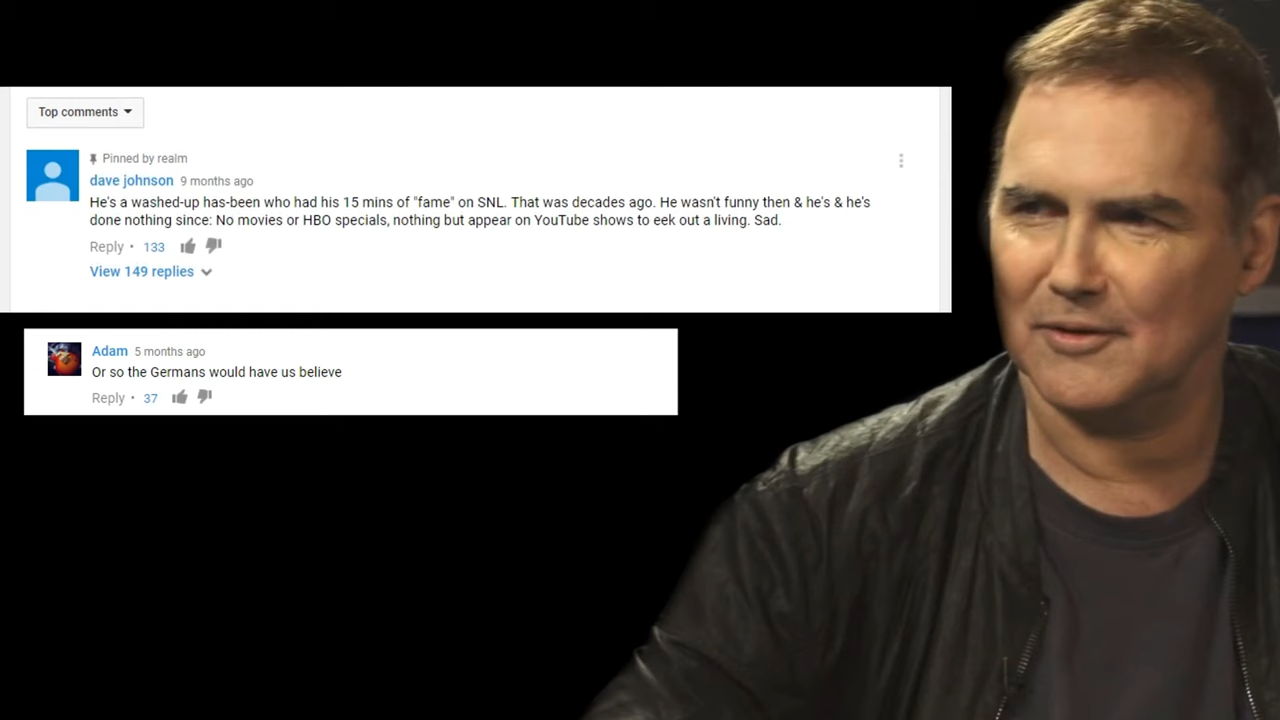 Top comments
Pinned by realm
dave johnson 9 months ago
He's a washed-up has-been who had his 15 mins of "fame" on SNL. That was decades ago. He wasn't funny then & he's & he's
done nothing since: No movies or HBO specials, nothing but appear on YouTube shows to eek out a living. Sad.
Reply • 133
View 149 replies
Adam 5 months ago
Or so the Germans would have us believe
Reply • 37